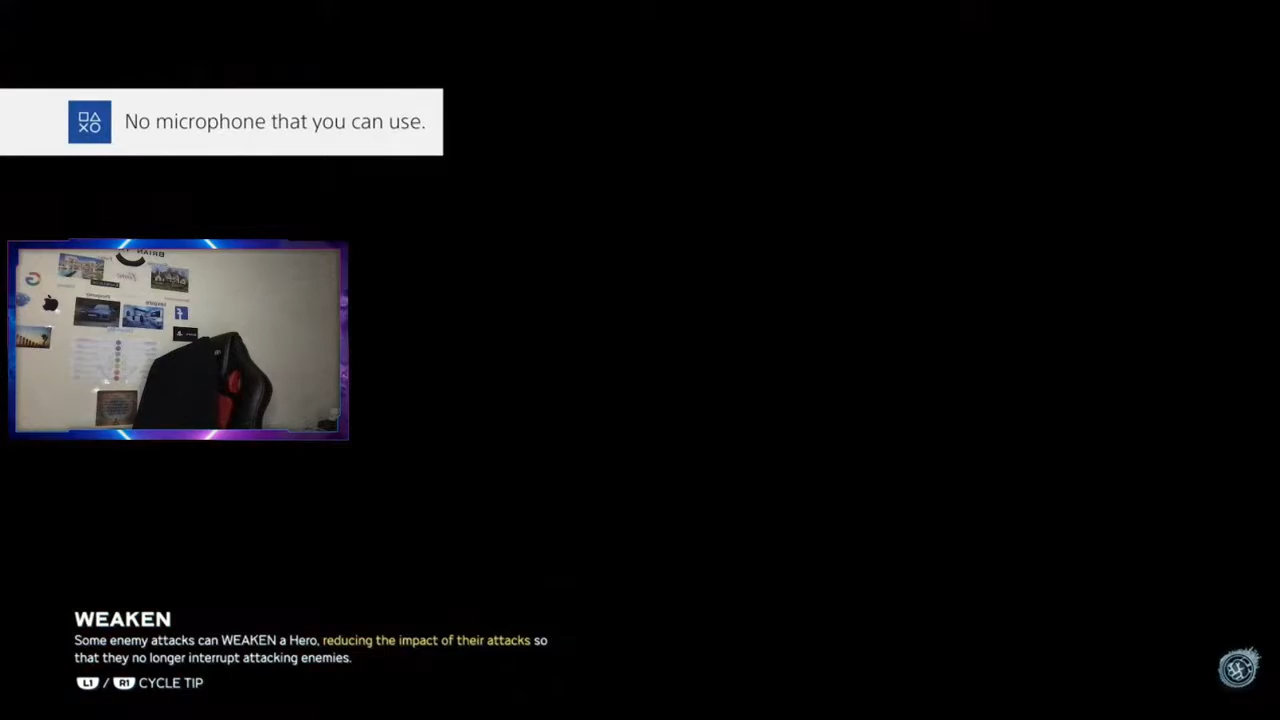 No microphone that you can use.
BRIAN
WEAKEN
Some enemy attacks can WEAKEN a Hero, reducing the impact of their attacks so
that they no longer interrupt attacking enemies.
L1 / R1 CYCLE TIP